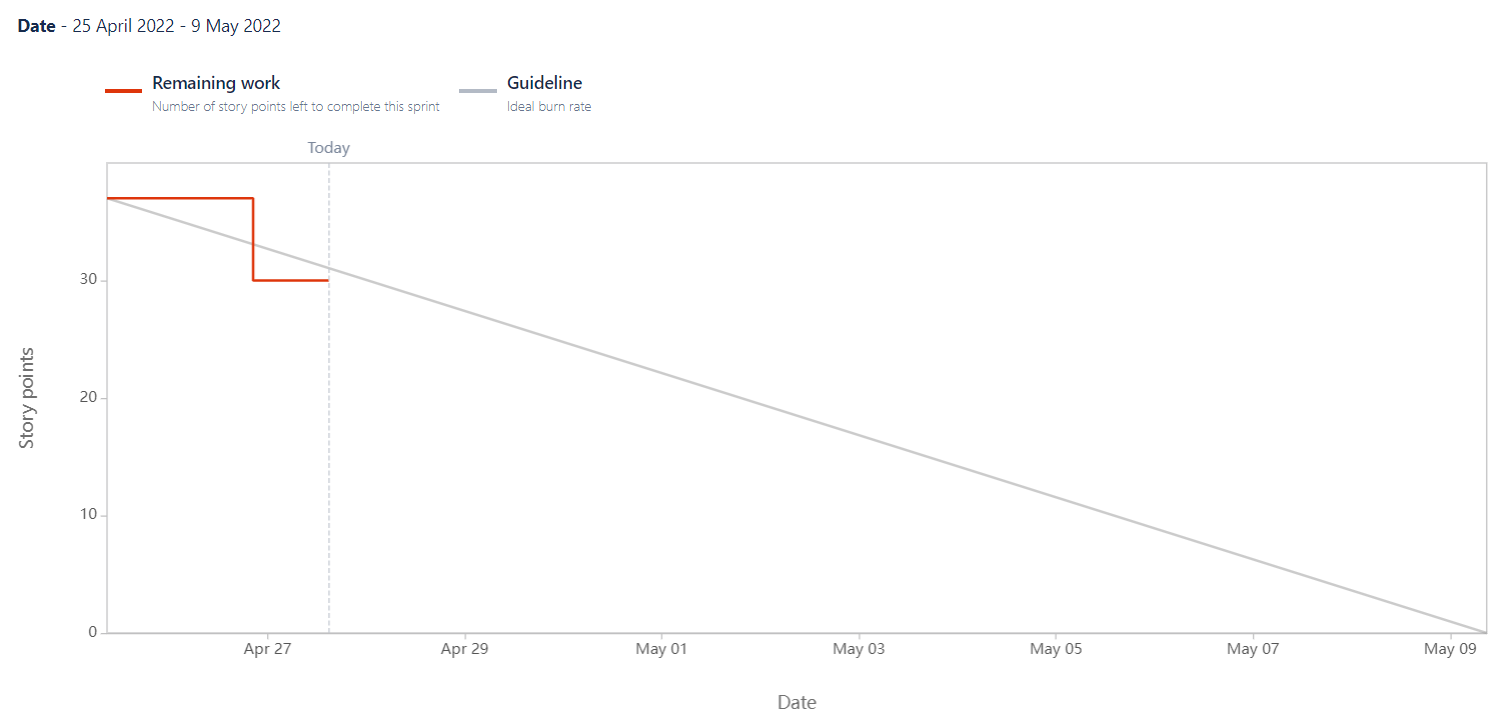 Date - 25 April 2022 - 9 May 2022
Remaining work
Number of story points left to complete this sprint
Guideline
Ideal burn rate
Today
Story points
30
20
10
0
Apr 27 Apr 29 May 01 May 03 May 05 May 07 May 09
Date